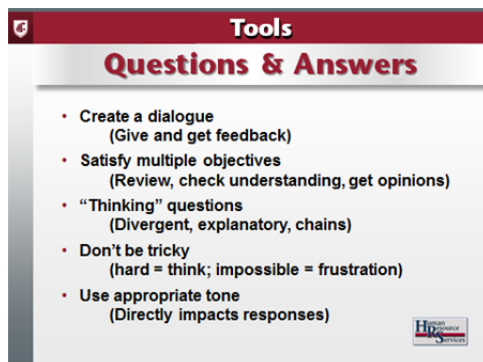 Tools
Questions & Answers
• Create a dialogue
(Give and get feedback)
• Satisfy multiple objectives
(Review, check understanding, get opinions)
• “Thinking” questions
(Divergent, explanatory, chains)
• Don’t be tricky
(hard = think; impossible = frustration)
• Use appropriate tone
(Directly impacts responses)
Human
Resource
Services